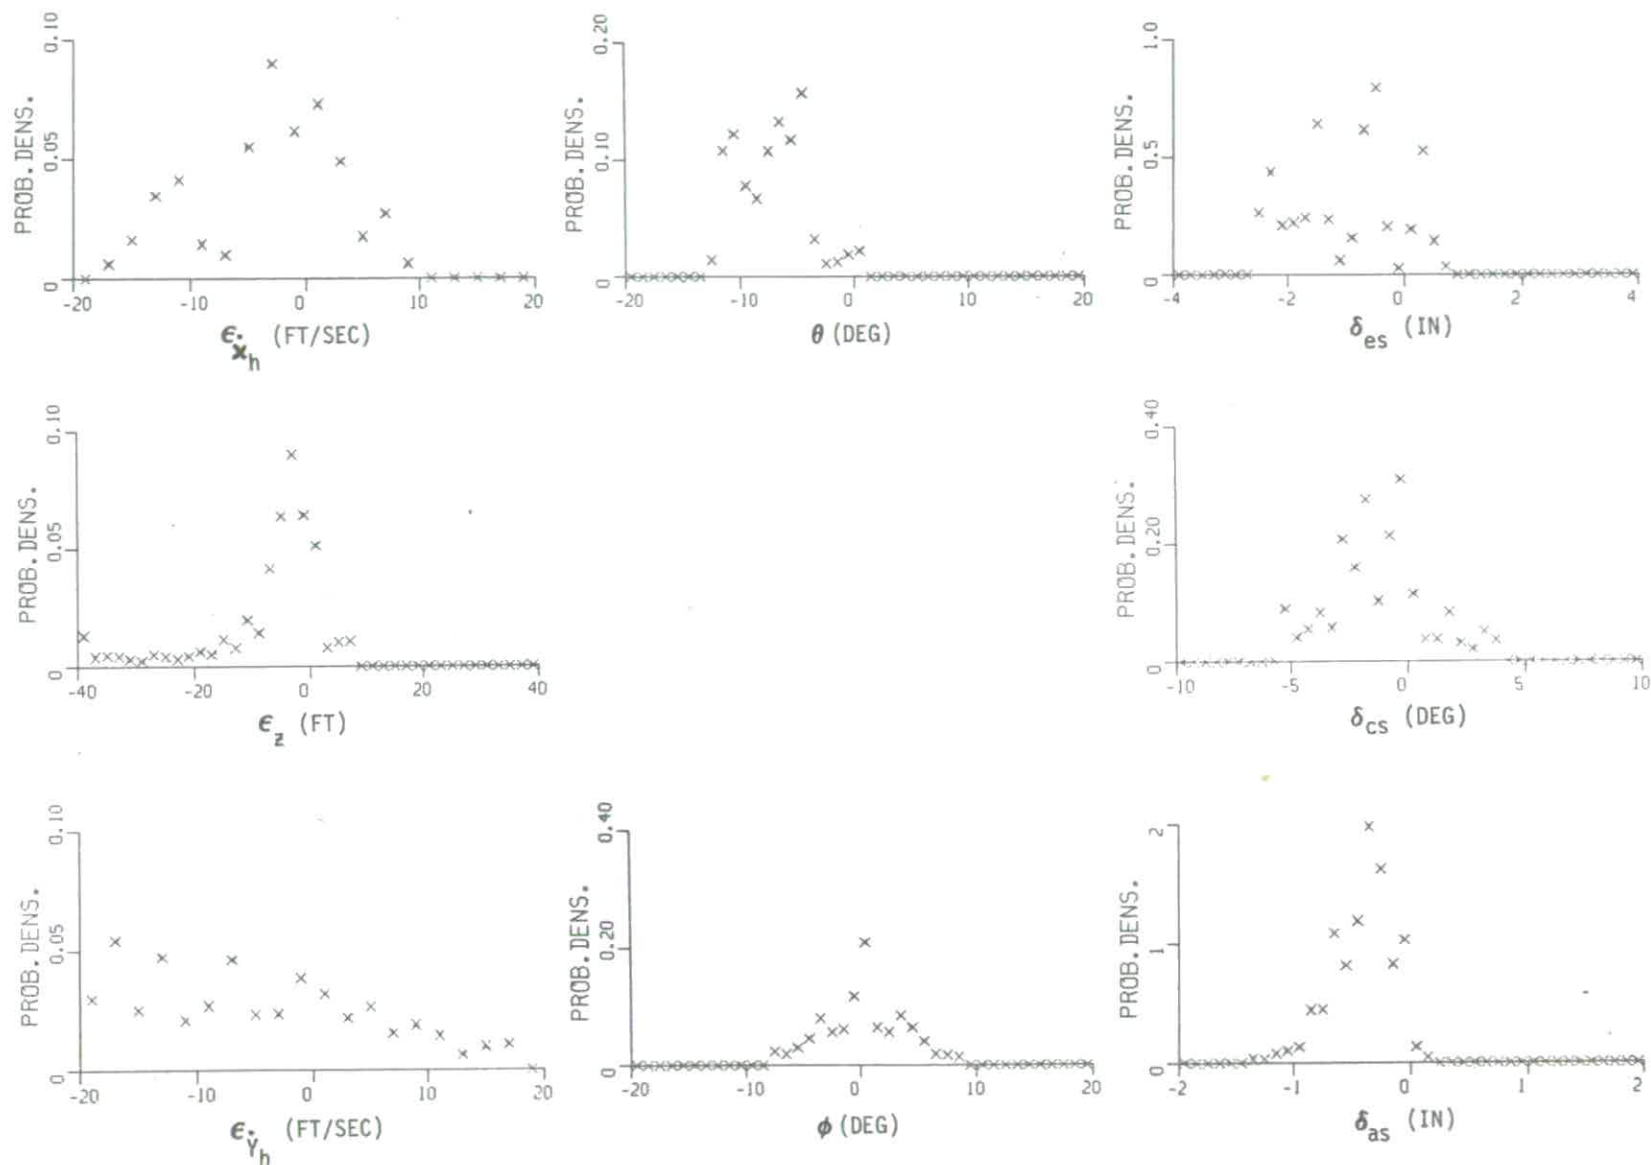 PROB.DENS.
0 0.05 0.10
-20 -10 0 10 20
ϵẋh (FT/SEC)
PROB.DENS.
0 0.10 0.20
-20 -10 0 10 20
θ (DEG)
PROB.DENS.
0 0.5 1.0
-4 -2 0 2 4
δes (IN)
PROB.DENS.
0 0.05 0.10
-40 -20 0 20 40
ϵz (FT)
PROB.DENS.
0 0.20 0.40
-10 -5 0 5 10
δcs (DEG)
PROB.DENS.
0 0.05 0.10
-20 -10 0 10 20
ϵẎh (FT/SEC)
PROB.DENS.
0 0.20 0.40
-20 -10 0 10 20
ϕ (DEG)
PROB.DENS.
0 1 2
-2 -1 0 1 2
δas (IN)